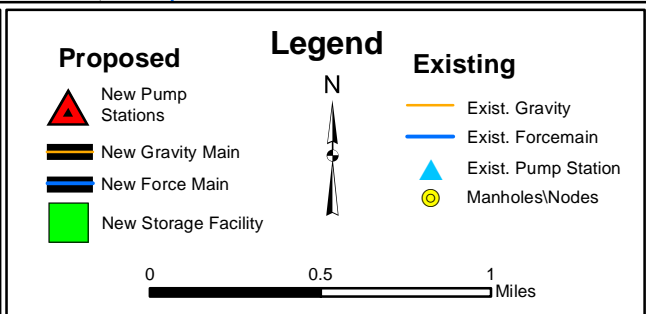 Legend
Proposed
New Pump
Stations
New Gravity Main
New Force Main
New Storage Facility
N
Existing
Exist. Gravity
Exist. Forcemain
Exist. Pump Station
Manholes\Nodes
0 0.5 1
Miles